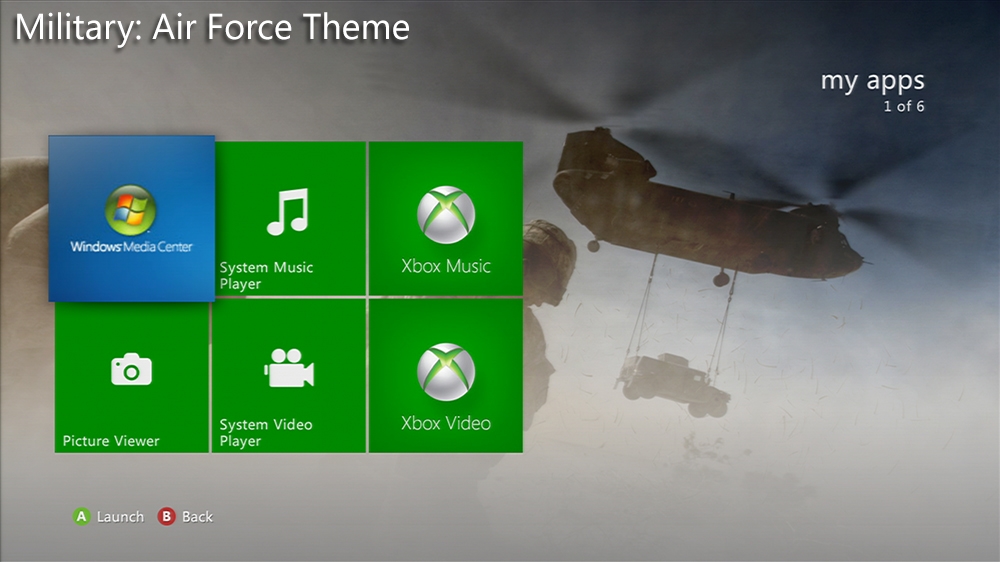 Military: Air Force Theme
my apps
1 of 6
Windows Media Center
System Music
Player
Xbox Music
Picture Viewer
System Video
Player
Xbox Video
A Launch B Back